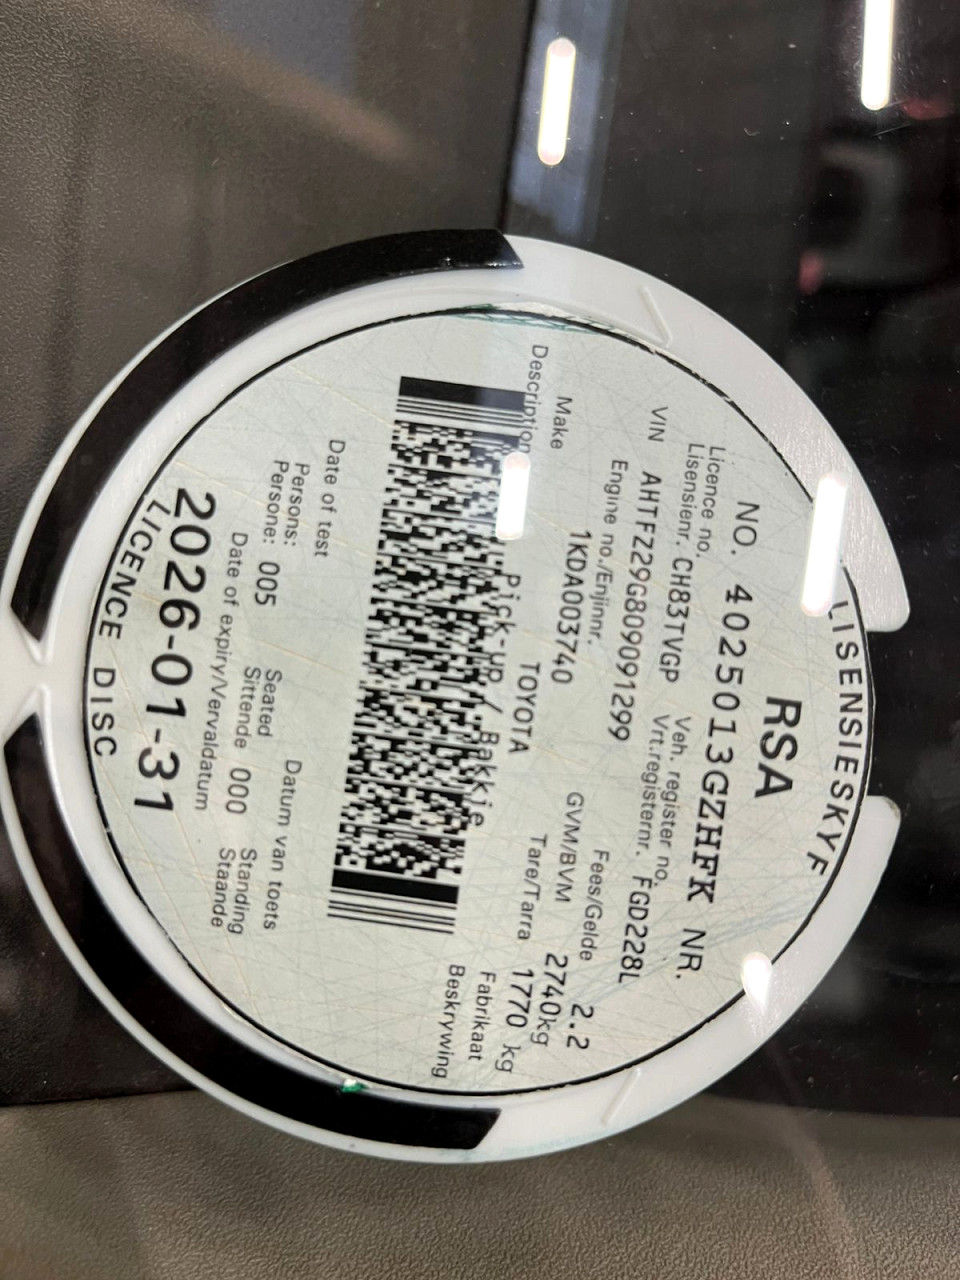 LISENSIESKYF
RSA
NO. 4025013GZHFK NR.
Licence no. Veh. register no.
Lisensienr. CH83TVGP Vrt.registernr. FGD228L
VIN AHTFZ29G809091299
Engine no./Enjinnr. Fees/Gelde 2.2
1KDA003740 GVM/BVM 2740kg
Make TOYOTA Tare/Tarra 1770 kg
Fabrikaat
Description Pick-up/ Bakkie Beskrywing
Date of test Datum van toets
Persons: Seated Standing
Persone: 005 Sittende 000 Staande
Date of expiry/Vervaldatum
2026-01-31
LICENCE DISC